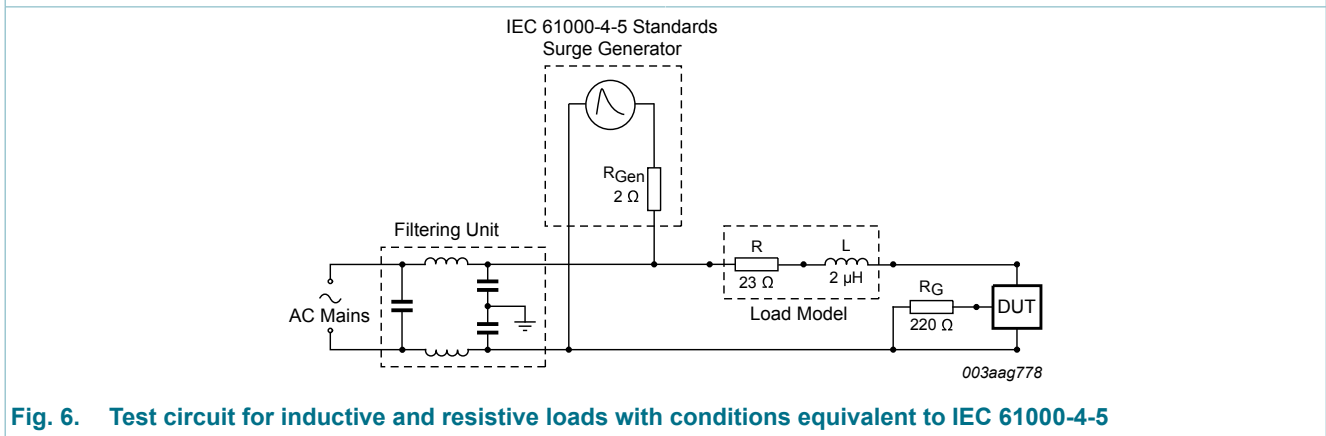 IEC 61000-4-5 Standards
Surge Generator
RGen
2 Ω
Filtering Unit
AC Mains
R
23 Ω
L
2 μH
Load Model
RG
220 Ω
DUT
003aag778
Fig. 6. Test circuit for inductive and resistive loads with conditions equivalent to IEC 61000-4-5